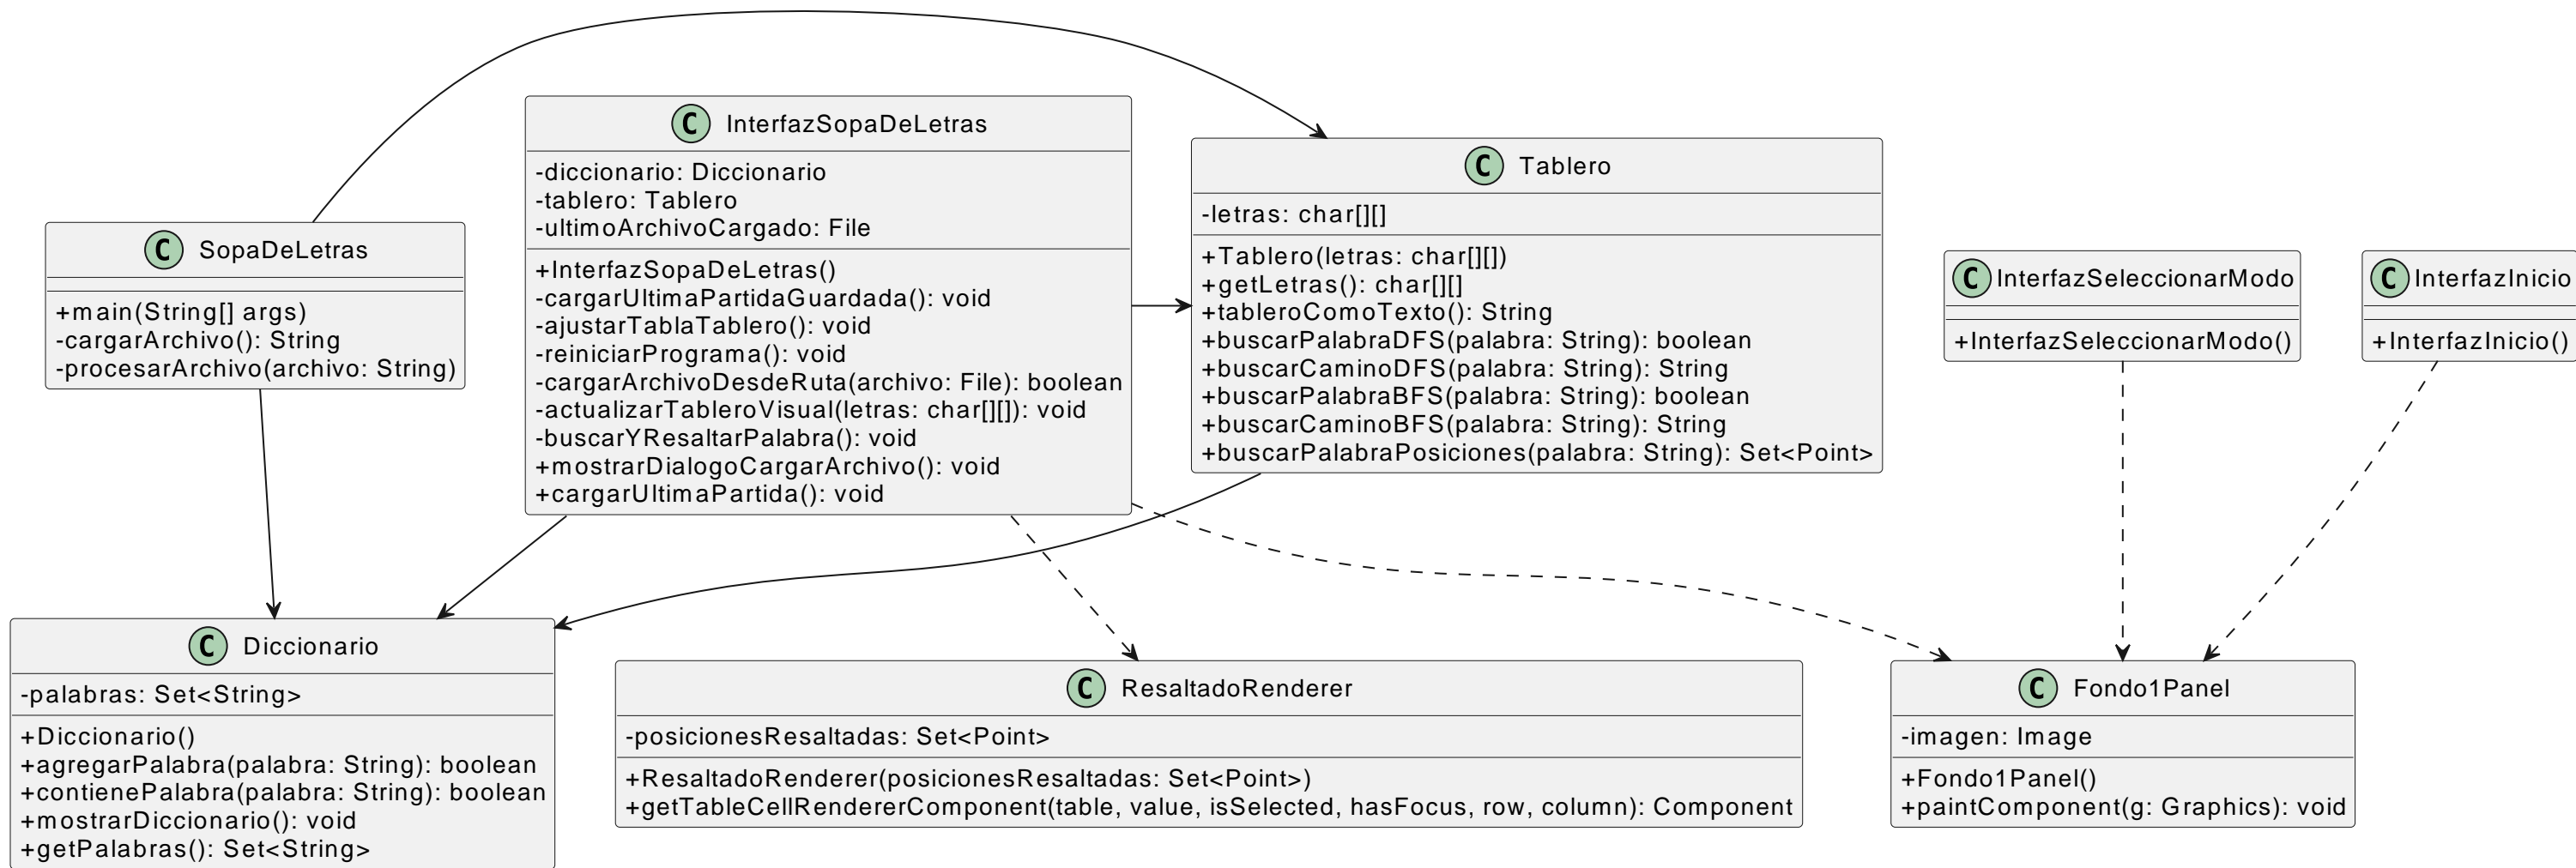 C InterfazSopaDeLetras
-diccionario: Diccionario
-tablero: Tablero
-ultimoArchivoCargado: File
+InterfazSopaDeLetras()
-cargarUltimaPartidaGuardada(): void
-ajustarTablaTablero(): void
-reiniciarPrograma(): void
-cargarArchivoDesdeRuta(archivo: File): boolean
-actualizarTableroVisual(letras: char[][]): void
-buscarYResaltarPalabra(): void
+mostrarDialogoCargarArchivo(): void
+cargarUltimaPartida(): void
C Tablero
-letras: char[][]
+Tablero(letras: char[][])
+getLetras(): char[][]
+tableroComoTexto(): String
+buscarPalabraDFS(palabra: String): boolean
+buscarCaminoDFS(palabra: String): String
+buscarPalabraBFS(palabra: String): boolean
+buscarCaminoBFS(palabra: String): String
+buscarPalabraPosiciones(palabra: String): Set<Point>
C SopaDeLetras
+main(String[] args)
-cargarArchivo(): String
-procesarArchivo(archivo: String)
C InterfazSeleccionarModo
+InterfazSeleccionarModo()
C InterfazInicio
+InterfazInicio()
C Diccionario
-palabras: Set<String>
+Diccionario()
+agregarPalabra(palabra: String): boolean
+contienePalabra(palabra: String): boolean
+mostrarDiccionario(): void
+getPalabras(): Set<String>
C ResaltadoRenderer
-posicionesResaltadas: Set<Point>
+ResaltadoRenderer(posicionesResaltadas: Set<Point>)
+getTableCellRendererComponent(table, value, isSelected, hasFocus, row, column): Component
C Fondo1Panel
-imagen: Image
+Fondo1Panel()
+paintComponent(g: Graphics): void